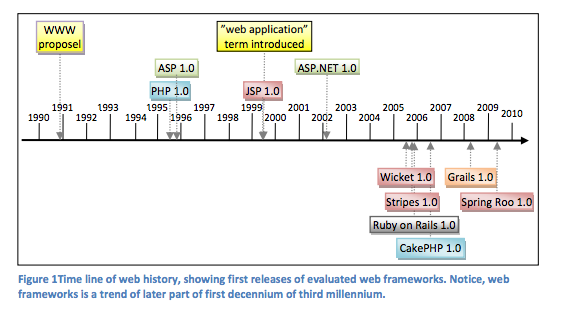 WWW
proposel
"web application"
term introduced
ASP 1.0
ASP.NET 1.0
PHP 1.0
JSP 1.0
1991 1993 1995 1997 1999 2001 2003 2005 2007 2009
1990 1992 1994 1996 1998 2000 2002 2004 2006 2008 2010
Wicket 1.0
Grails 1.0
Stripes 1.0
Spring Roo 1.0
Ruby on Rails 1.0
CakePHP 1.0
Figure 1Time line of web history, showing first releases of evaluated web frameworks. Notice, web
frameworks is a trend of later part of first decennium of third millennium.